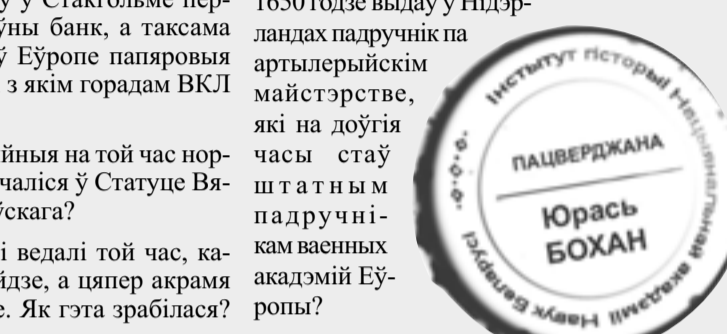 у у Стакгольме пер-
ўны банк, а таксама
ў Еўропе папяровыя
з якім горадам ВКЛ
йныя на той час нор-
чаліся ў Статуце Вя-
ўскага?
і ведалі той час, ка-
йдзе, а цяпер акрамя
е. Як гэта зрабілася?
1650 годзе выдаў у Нідэр-
ландах падручнік па
артылерыйскім
майстэрстве,
які на доўгія
часы стаў
штатным
падручні-
кам ваенных
акадэмій Еў-
ропы?
Інстытут гісторыі Нацыянальнай акадэміі Навук Беларусі
ПАЦВЕРДЖАНА
Юрась
БОХАН